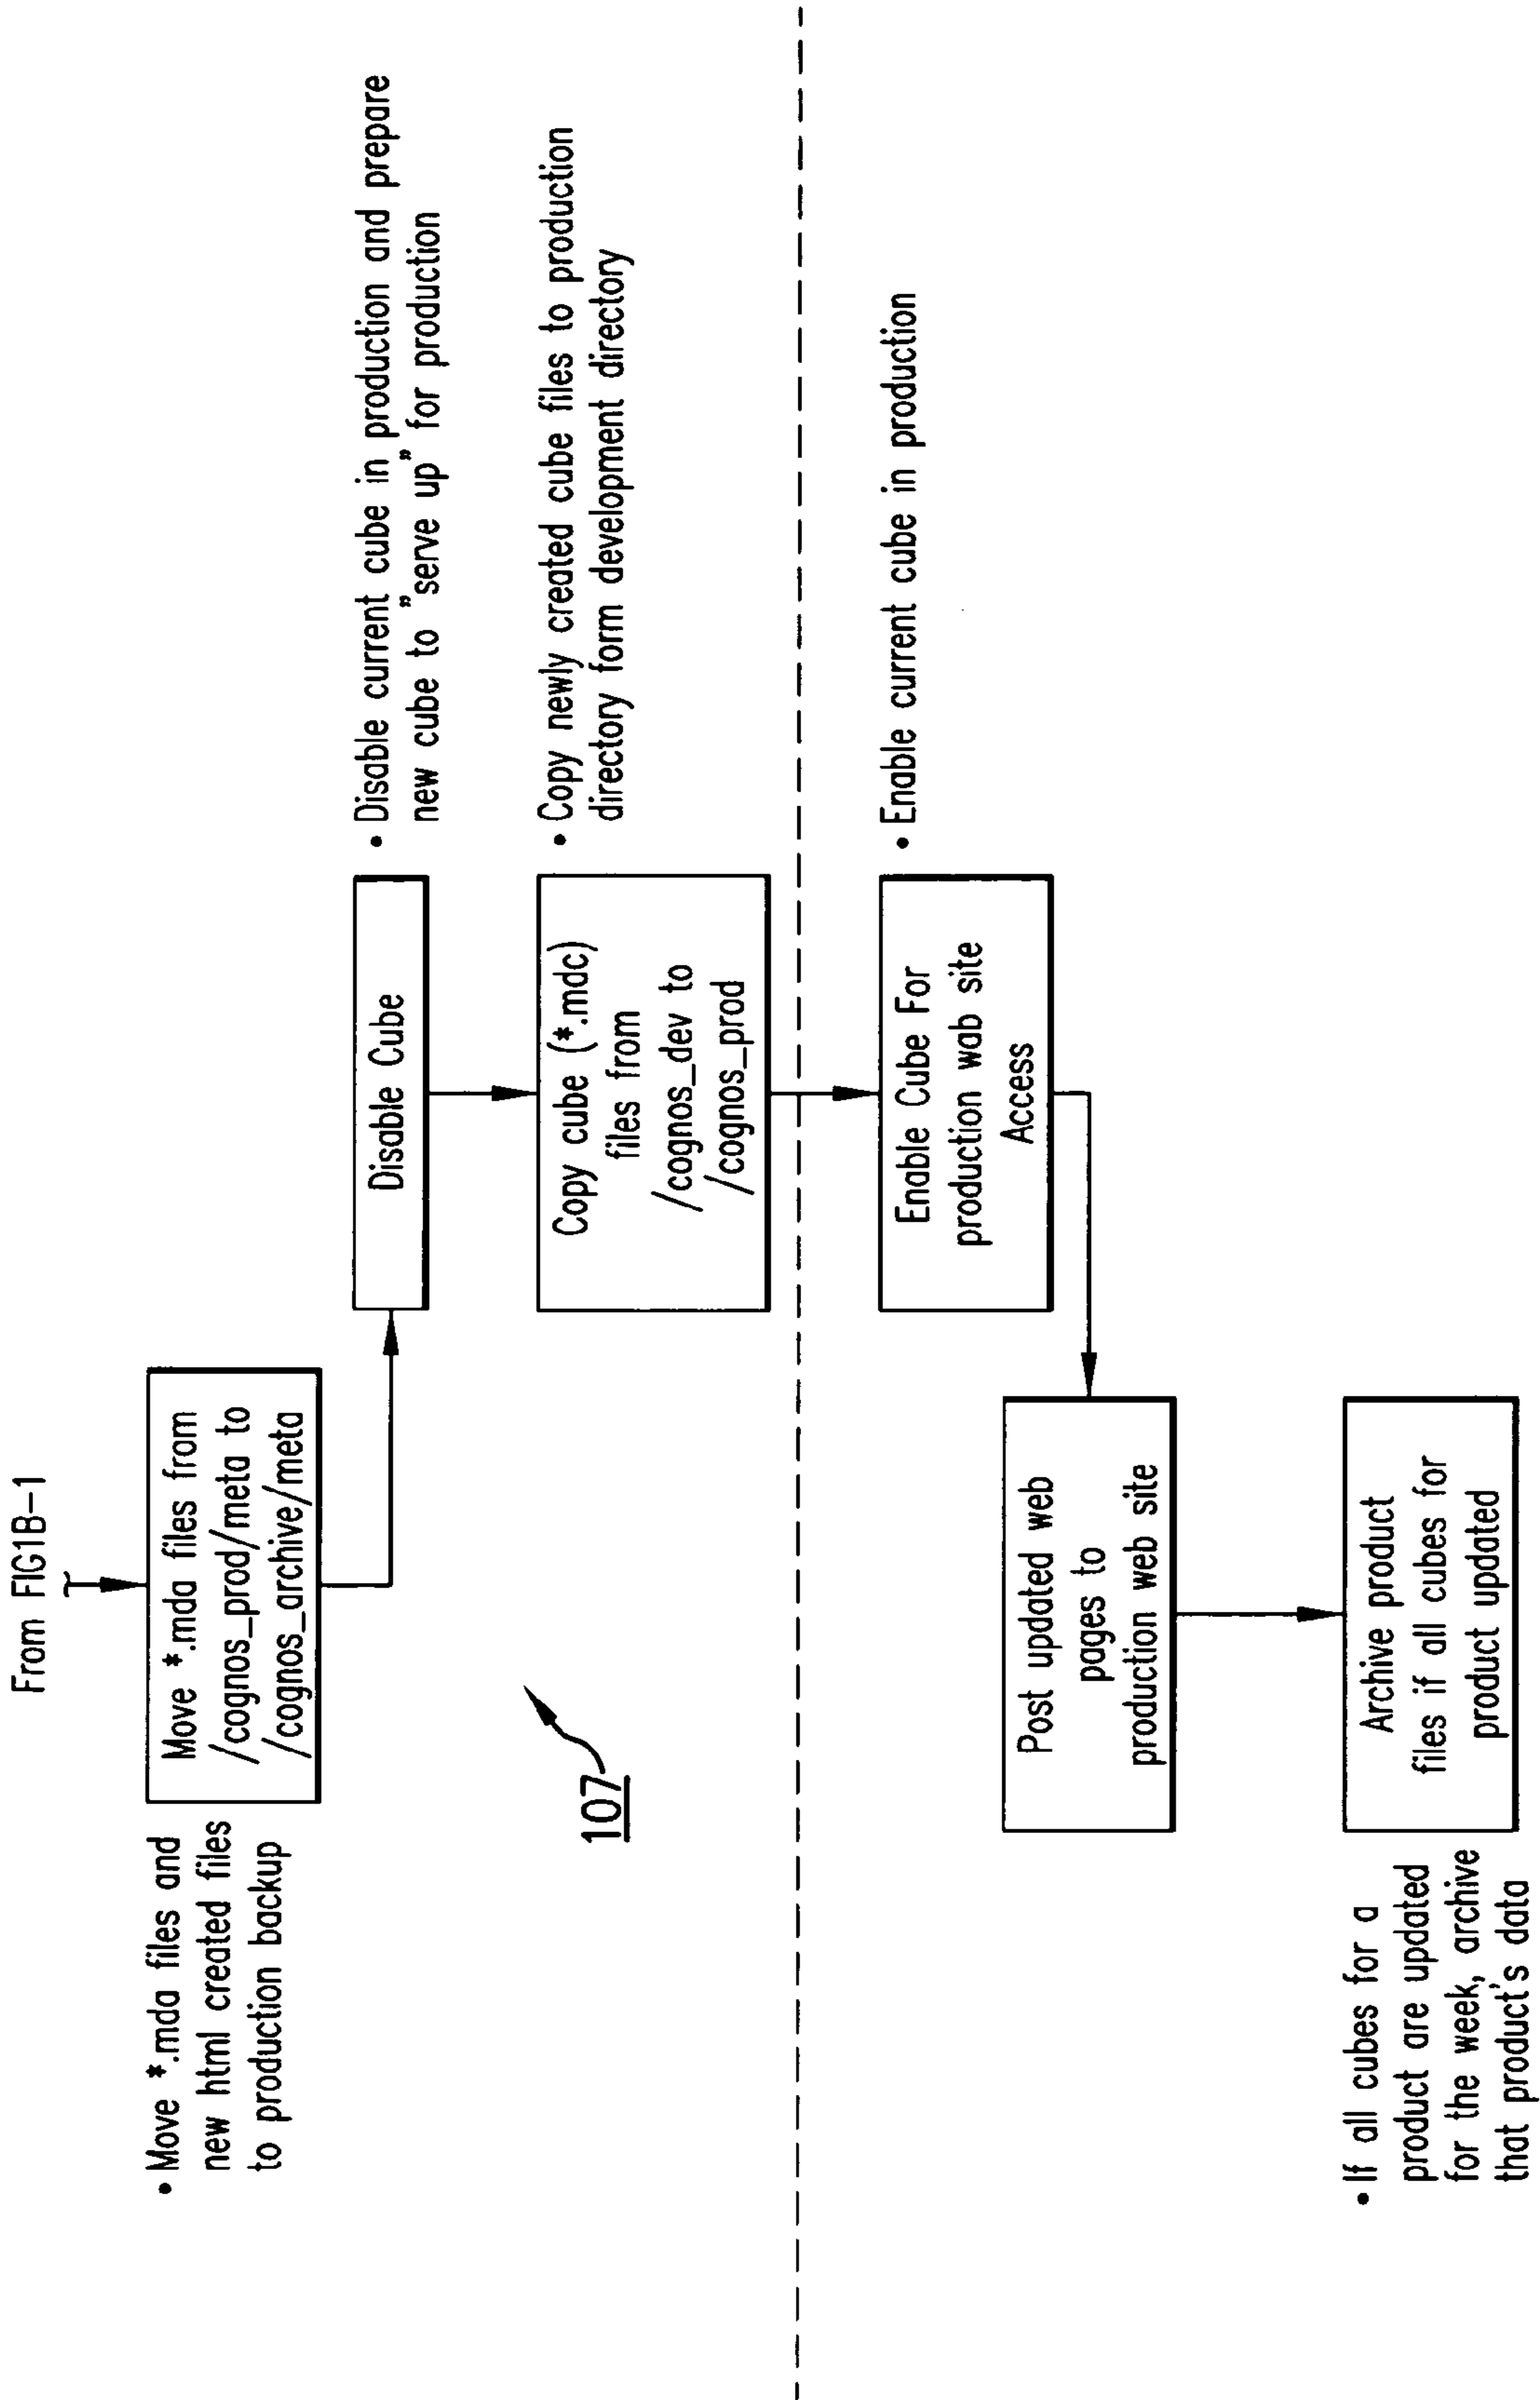 From FIG1B-1
• Move *.mda files and
new html created files
to production backup
Move *.mda files from
/cognos_prod/meta to
/cognos_archive/meta
Disable Cube
• Disable current cube in production and prepare
new cube to "serve up" for production
Copy cube (*.mdc)
files from
/cognos_dev to
/cognos_prod
• Copy newly created cube files to production
directory form development directory
107
Enable Cube For
production wab site
Access
• Enable current cube in production
Post updated web
pages to
production web site
• If all cubes for a
product are updated
for the week, archive
that product's data
Archive product
files if all cubes for
product updated